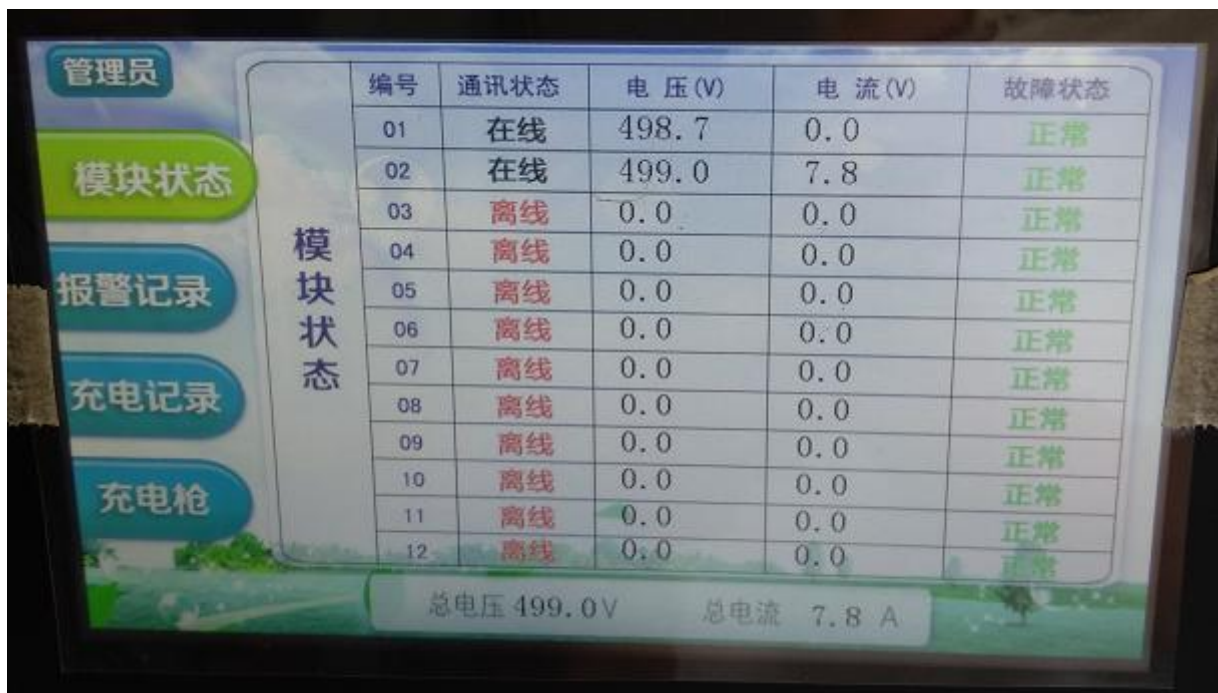 管理员
编号 通讯状态 电 压(V) 电 流(V) 故障状态
01 在线 498.7 0.0 正常
模块状态
02 在线 499.0 7.8 正常
03 离线 0.0 0.0 正常
04 离线 0.0 0.0 正常
报警记录
模块状态
05 离线 0.0 0.0 正常
06 离线 0.0 0.0 正常
07 离线 0.0 0.0 正常
充电记录
08 离线 0.0 0.0 正常
09 离线 0.0 0.0 正常
10 离线 0.0 0.0 正常
充电枪
11 离线 0.0 0.0 正常
12 离线 0.0 0.0 正常
总电压 499.0V 总电流 7.8 A